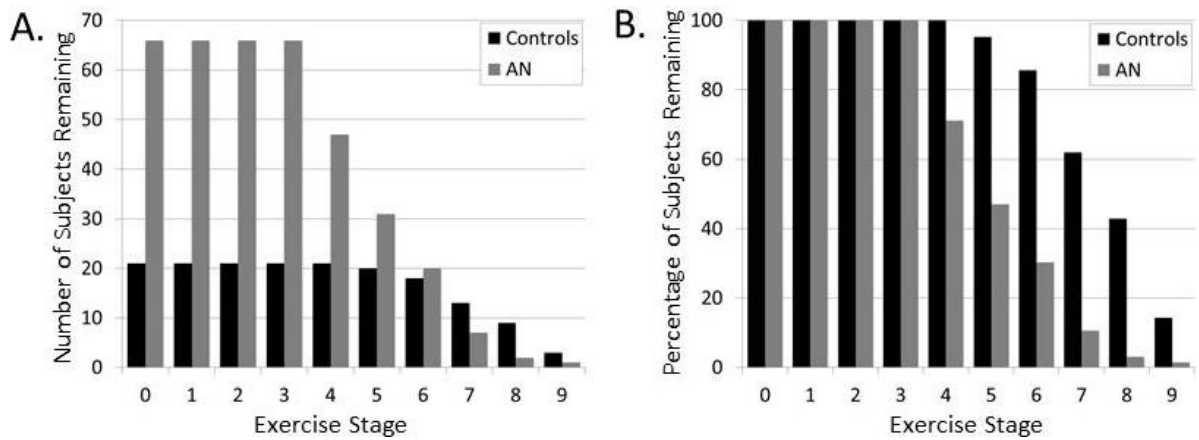 A.
Number of Subjects Remaining
70
60
50
40
30
20
10
0
Controls
AN
0 1 2 3 4 5 6 7 8 9
Exercise Stage
B.
Percentage of Subjects Remaining
100
80
60
40
20
0
Controls
AN
0 1 2 3 4 5 6 7 8 9
Exercise Stage